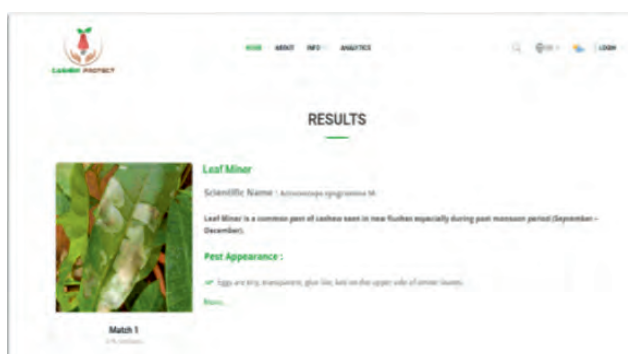 HOME ABOUT INFO ANALYTICS LOGIN
CASHEW PROTECT
RESULTS
Leaf Miner
Scientific Name :
Leaf Miner is a common pest of cashew seen in new flushes especially during post monsoon period (September –
December).
Pest Appearance :
Eggs are tiny, transparent, glue like, laid on the upper side of tender leaves.
More..
Match 1